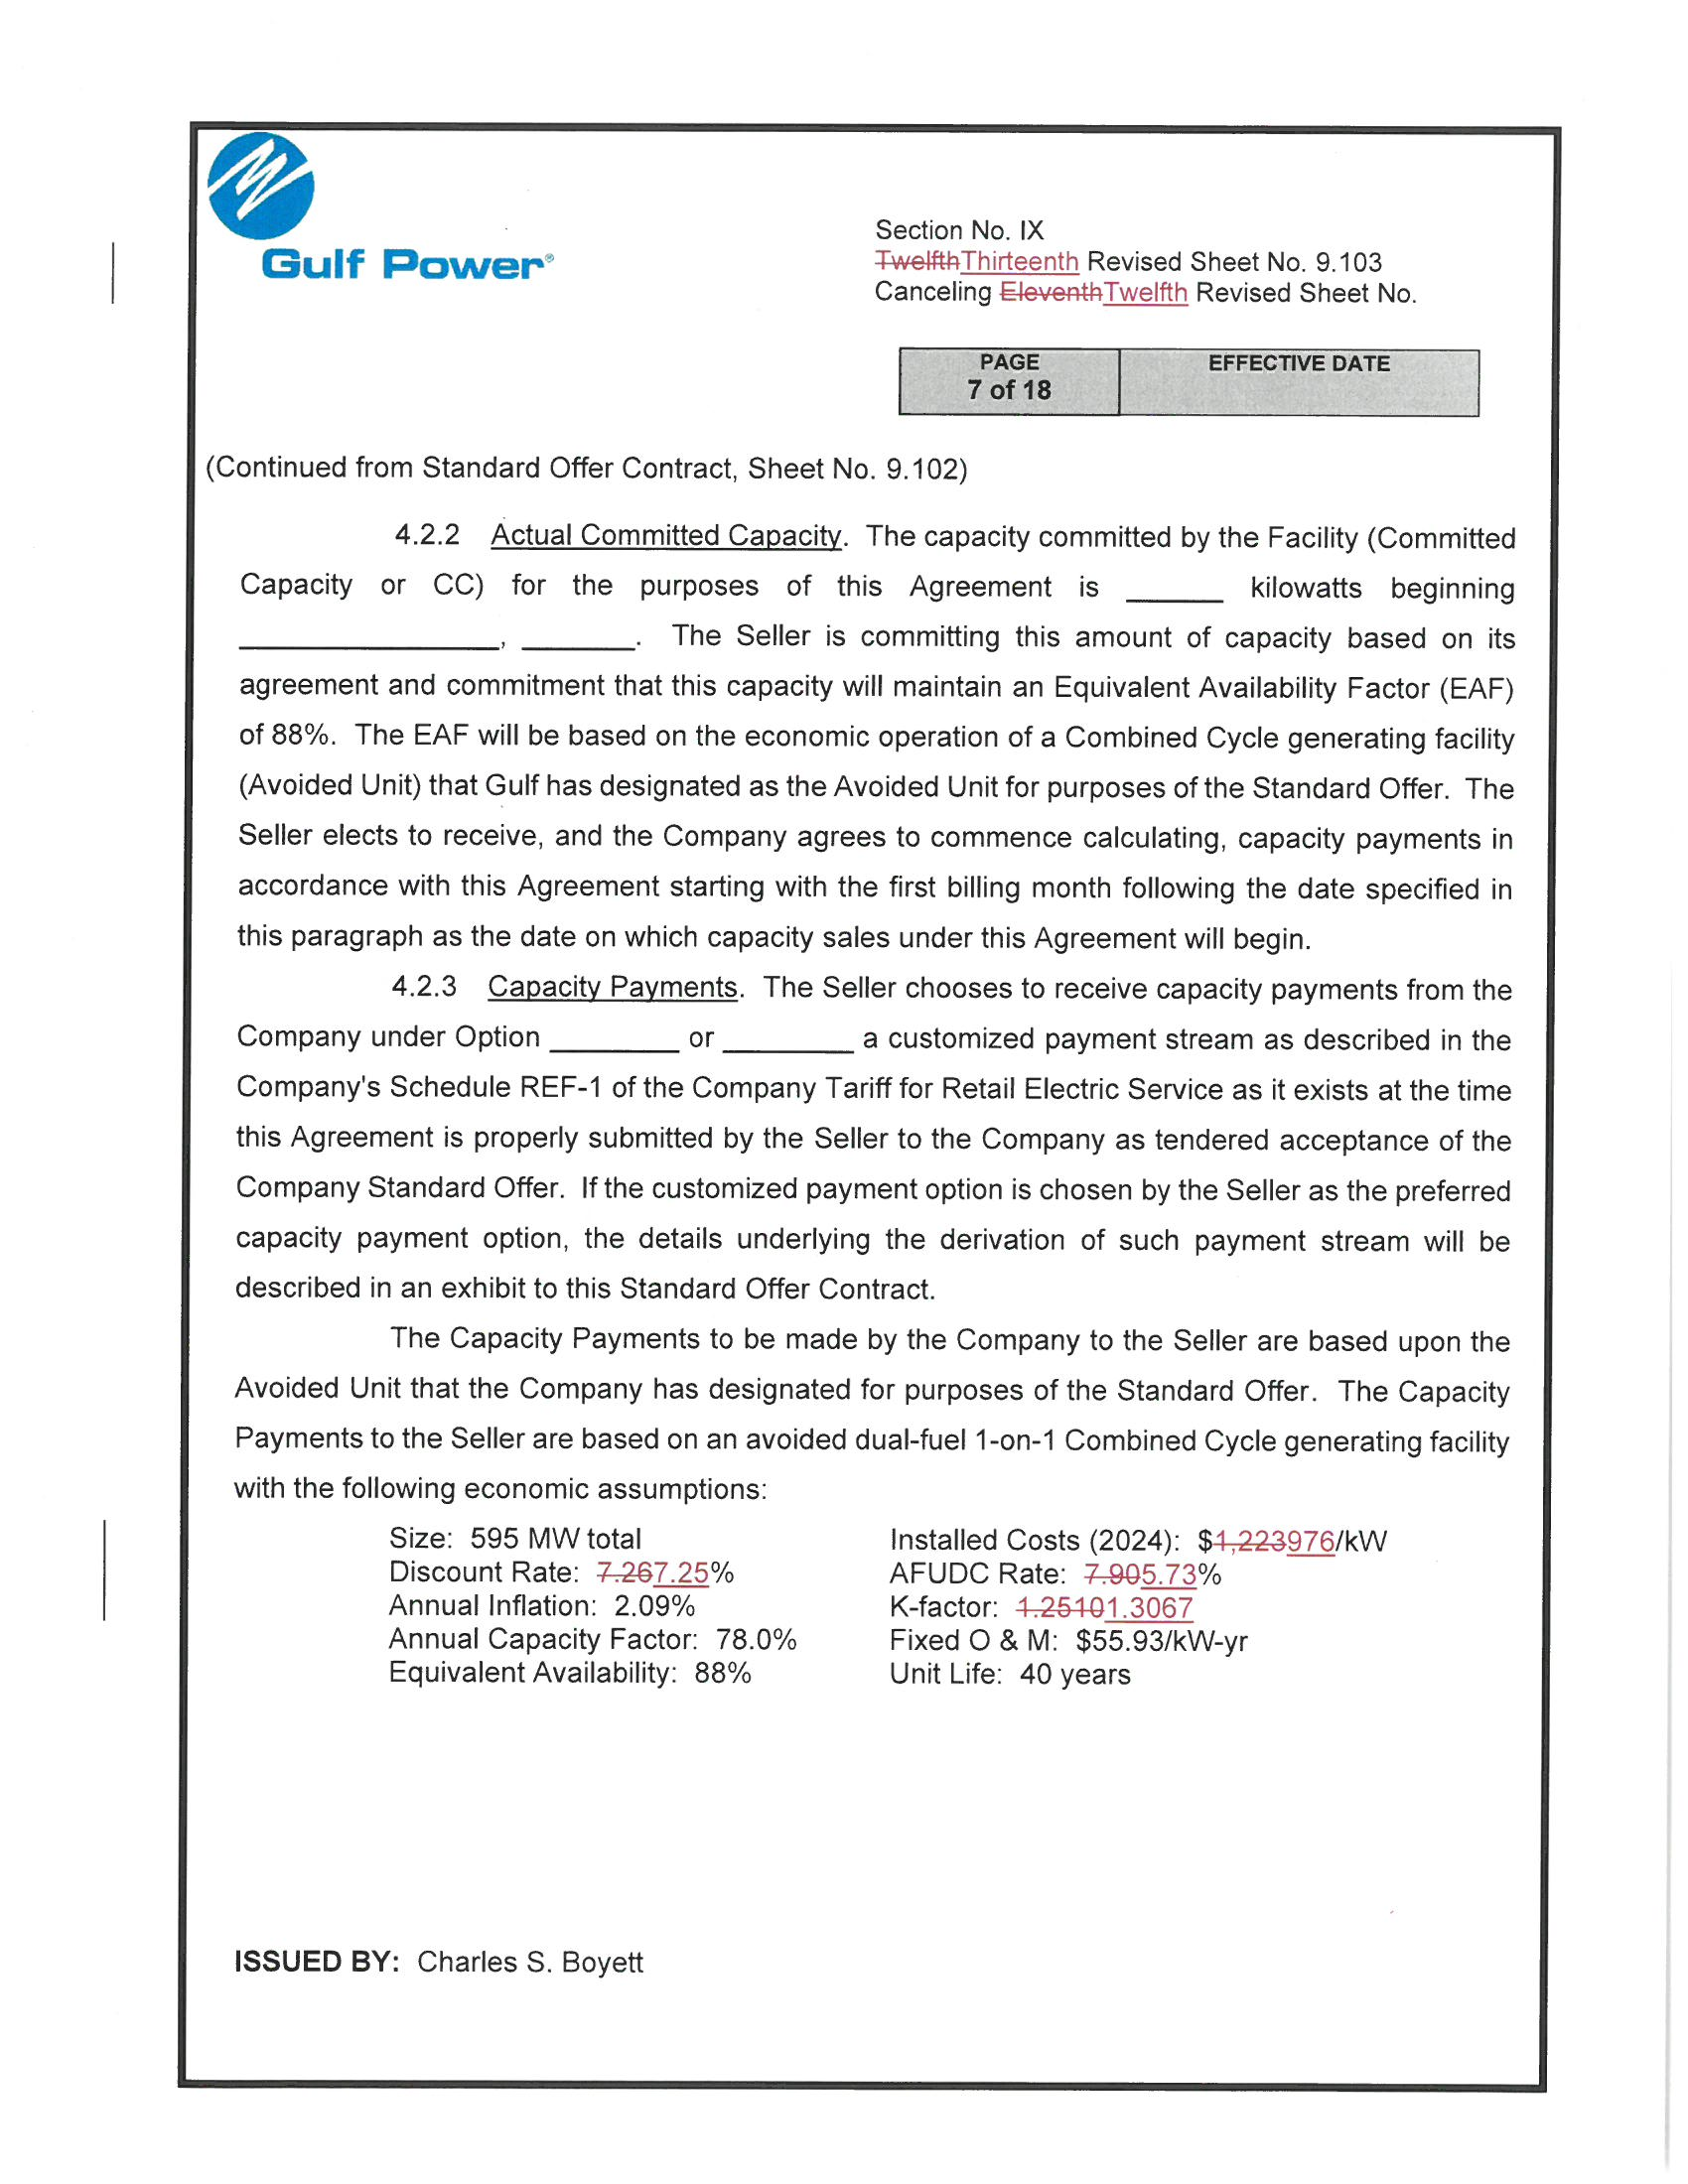 Gulf Power®
Section No. IX
TwelfthThirteenth Revised Sheet No. 9.103
Canceling EleventhTwelfth Revised Sheet No.
PAGE
7 of 18
EFFECTIVE DATE
(Continued from Standard Offer Contract, Sheet No. 9.102)
4.2.2 Actual Committed Capacity. The capacity committed by the Facility (Committed
Capacity or CC) for the purposes of this Agreement is ______ kilowatts beginning
________________, _______. The Seller is committing this amount of capacity based on its
agreement and commitment that this capacity will maintain an Equivalent Availability Factor (EAF)
of 88%. The EAF will be based on the economic operation of a Combined Cycle generating facility
(Avoided Unit) that Gulf has designated as the Avoided Unit for purposes of the Standard Offer. The
Seller elects to receive, and the Company agrees to commence calculating, capacity payments in
accordance with this Agreement starting with the first billing month following the date specified in
this paragraph as the date on which capacity sales under this Agreement will begin.
4.2.3 Capacity Payments. The Seller chooses to receive capacity payments from the
Company under Option ________ or ________ a customized payment stream as described in the
Company's Schedule REF-1 of the Company Tariff for Retail Electric Service as it exists at the time
this Agreement is properly submitted by the Seller to the Company as tendered acceptance of the
Company Standard Offer. If the customized payment option is chosen by the Seller as the preferred
capacity payment option, the details underlying the derivation of such payment stream will be
described in an exhibit to this Standard Offer Contract.
The Capacity Payments to be made by the Company to the Seller are based upon the
Avoided Unit that the Company has designated for purposes of the Standard Offer. The Capacity
Payments to the Seller are based on an avoided dual-fuel 1-on-1 Combined Cycle generating facility
with the following economic assumptions:
Size: 595 MW total
Discount Rate: 7.267.25%
Annual Inflation: 2.09%
Annual Capacity Factor: 78.0%
Equivalent Availability: 88%
Installed Costs (2024): $1,223976/kW
AFUDC Rate: 7.905.73%
K-factor: 1.25101.3067
Fixed O & M: $55.93/kW-yr
Unit Life: 40 years
ISSUED BY: Charles S. Boyett